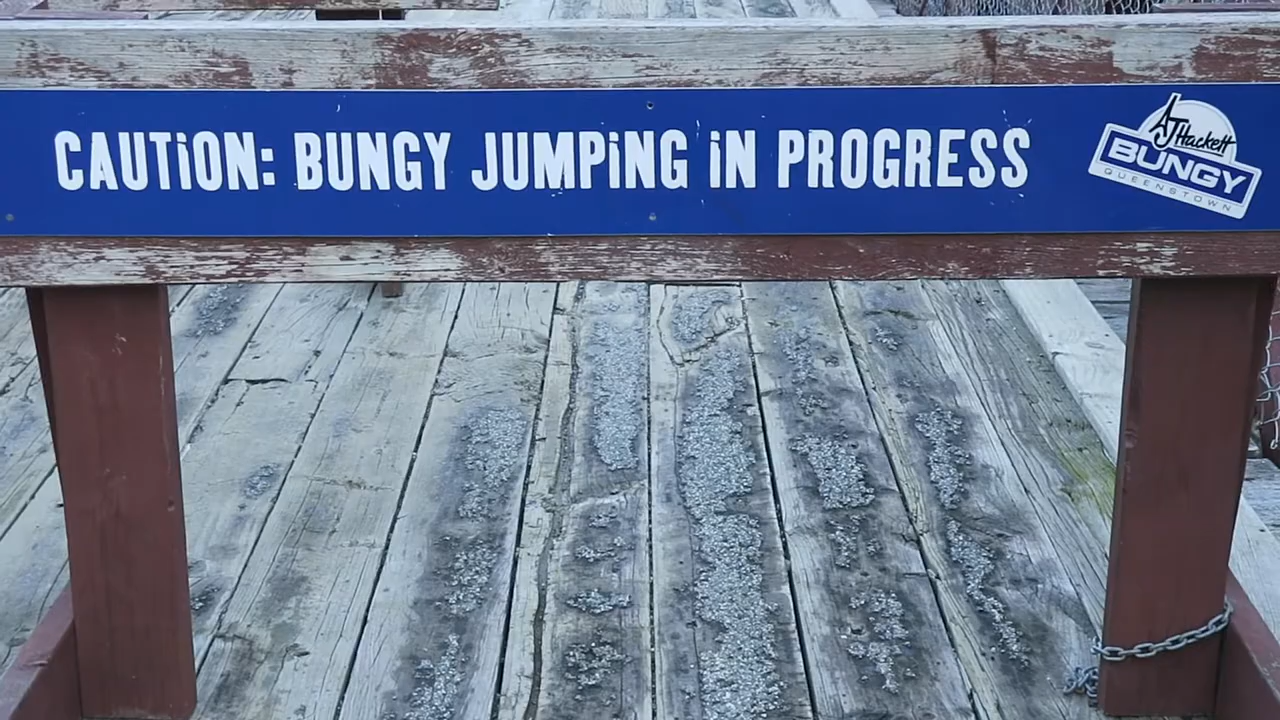 CAUTiON: BUNGY JUMPiNG iN PROGRESS
AJ Hackett
BUNGY
QUEENSTOWN